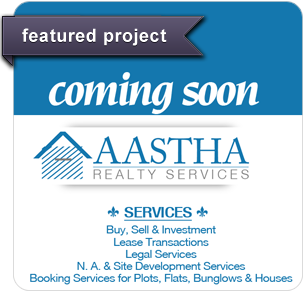 featured project
coming soon
AASTHA
REALTY SERVICES
SERVICES
Buy, Sell & Investment
Lease Transactions
Legal Services
N. A. & Site Development Services
Booking Services for Plots, Flats, Bunglows & Houses